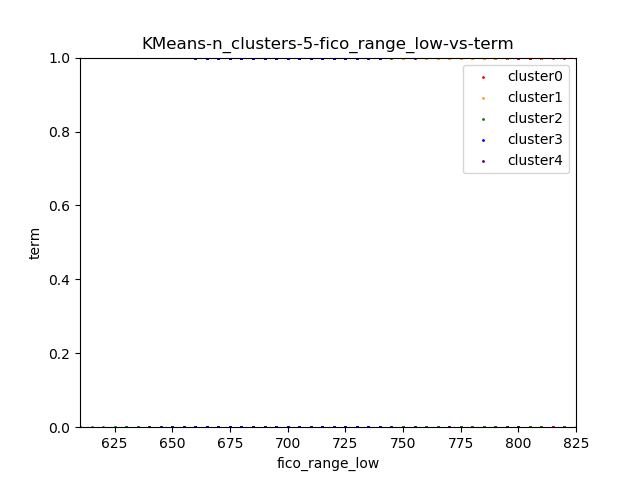 KMeans-n_clusters-5-fico_range_low-vs-term
1.0
0.8
0.6
0.4
0.2
0.0
term
cluster0
cluster1
cluster2
cluster3
cluster4
625 650 675 700 725 750 775 800 825
fico_range_low